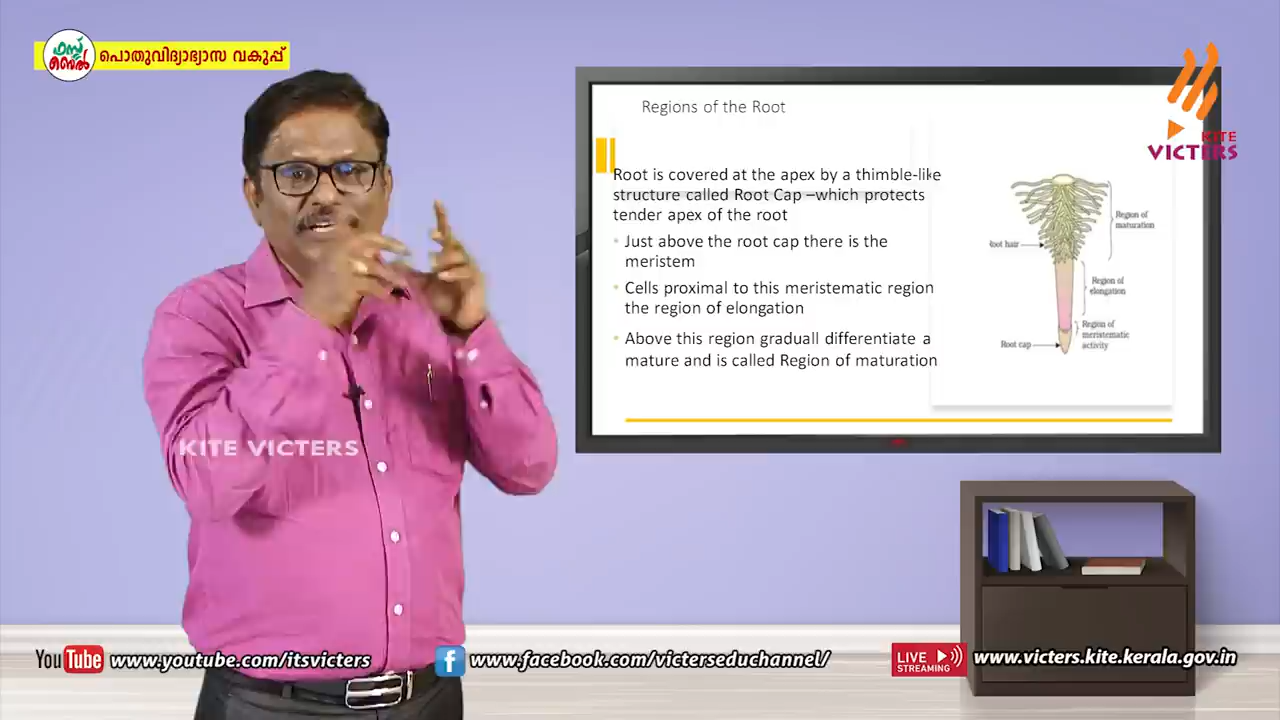 ഫസ്റ്റ്
ബെൽ
പൊതുവിദ്യാഭ്യാസ വകുപ്പ്
Regions of the Root
KITE
VICTERS
Root is covered at the apex by a thimble-like
structure called Root Cap –which protects
tender apex of the root
Just above the root cap there is the
meristem
Cells proximal to this meristematic region
the region of elongation
Above this region graduall differentiate a
mature and is called Region of maturation
Region of
maturation
Root hair
Region of
elongation
Region of
meristematic
activity
Root cap
KITE VICTERS
YouTube www.youtube.com/itsvicters
f www.facebook.com/victerseduchannel/
LIVE
STREAMING
www.victers.kite.kerala.gov.in